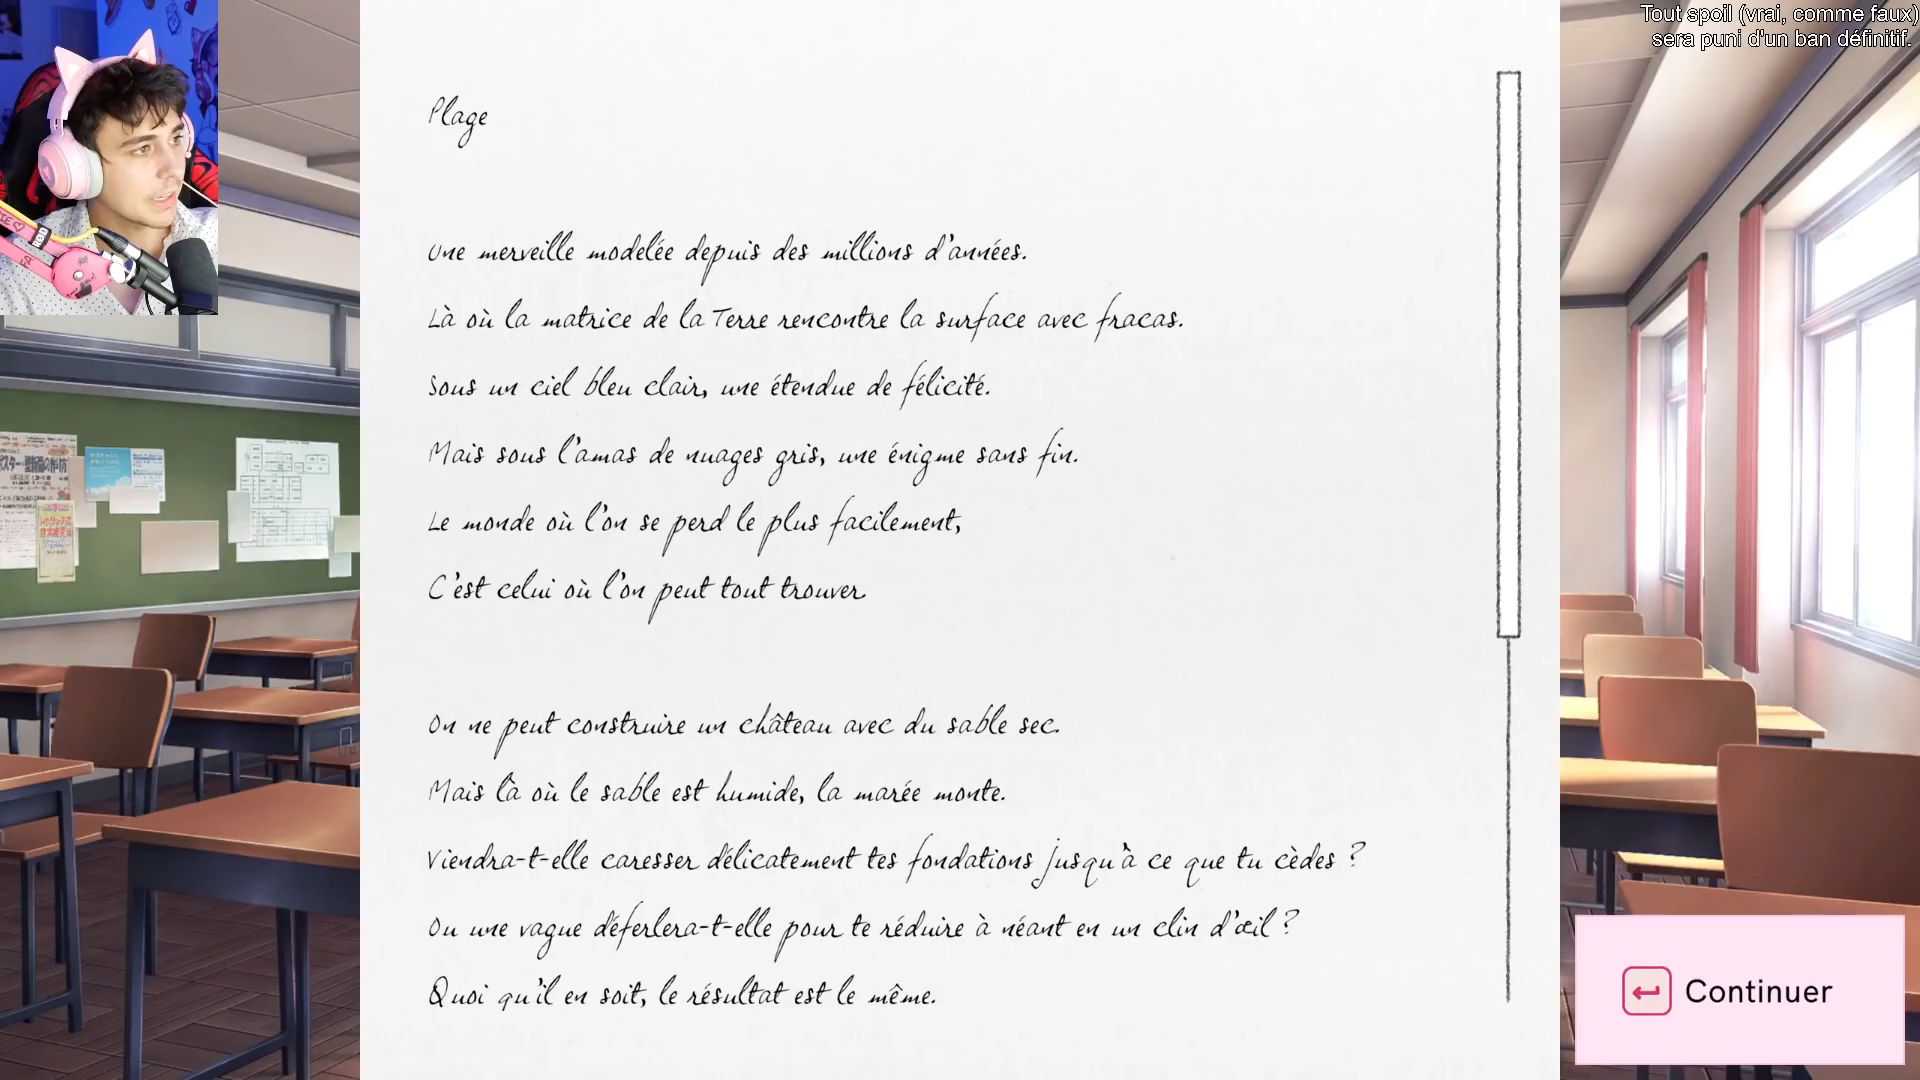 Tout spoil (vrai, comme faux)
sera puni d'un ban définitif.
Plage
Une merveille modelée depuis des millions d'années.
Là où la matrice de la Terre rencontre la surface avec fracas.
Sous un ciel bleu clair, une étendue de félicité.
Mais sous l'amas de nuages gris, une énigme sans fin.
Le monde où l'on se perd le plus facilement,
C'est celui où l'on peut tout trouver
On ne peut construire un château avec du sable sec.
Mais là où le sable est humide, la marée monte.
Viendra-t-elle caresser délicatement tes fondations jusqu'à ce que tu cèdes ?
Ou une vague déferlera-t-elle pour te réduire à néant en un clin d'œil ?
Quoi qu'il en soit, le résultat est le même.
Continuer